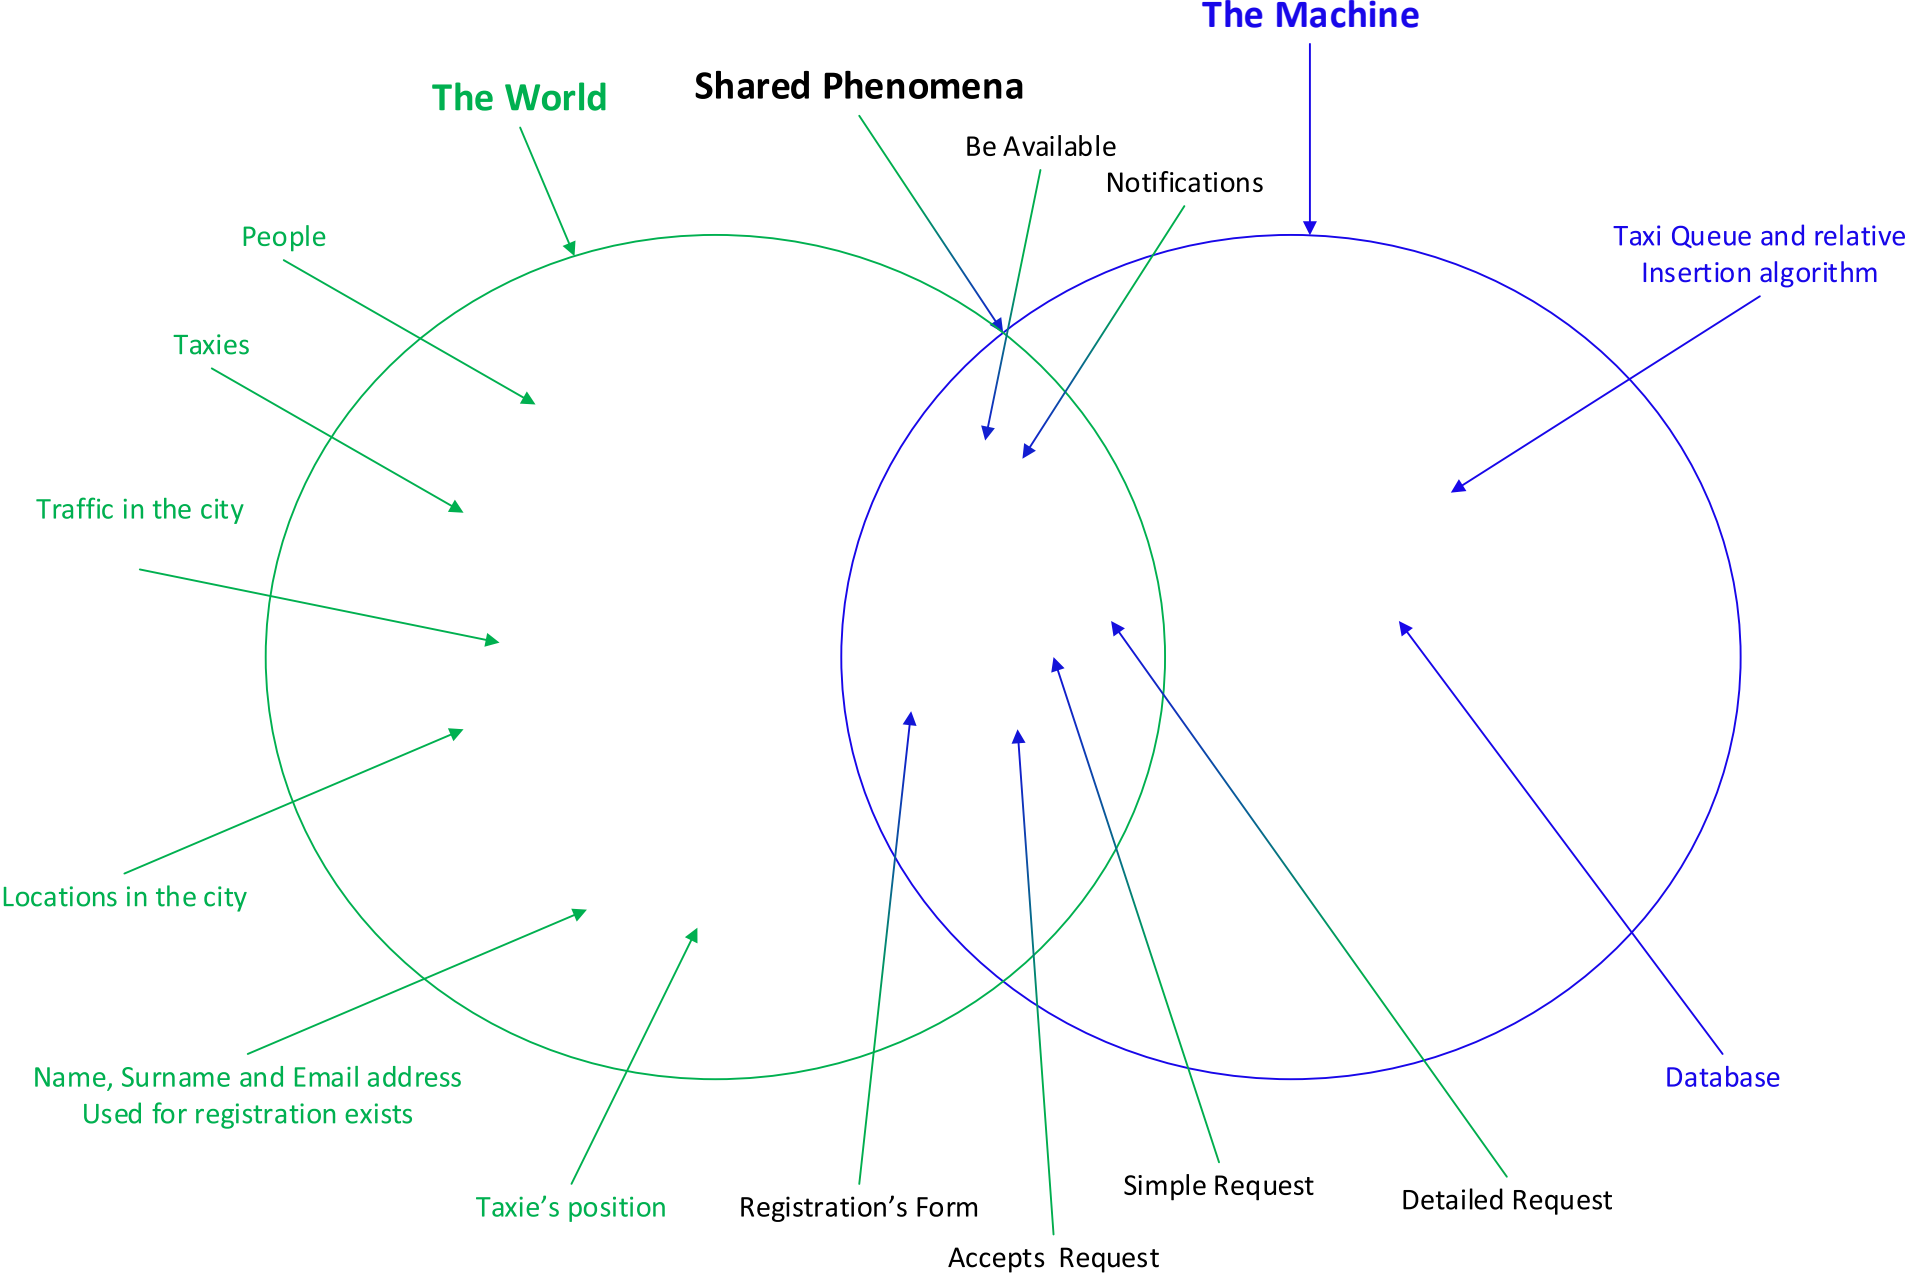 The Machine
The World
Shared Phenomena
Be Available
Notifications
People
Taxi Queue and relative
Insertion algorithm
Taxies
Traffic in the city
Locations in the city
Name, Surname and Email address
Used for registration exists
Database
Taxie’s position
Registration’s Form
Simple Request
Detailed Request
Accepts  Request